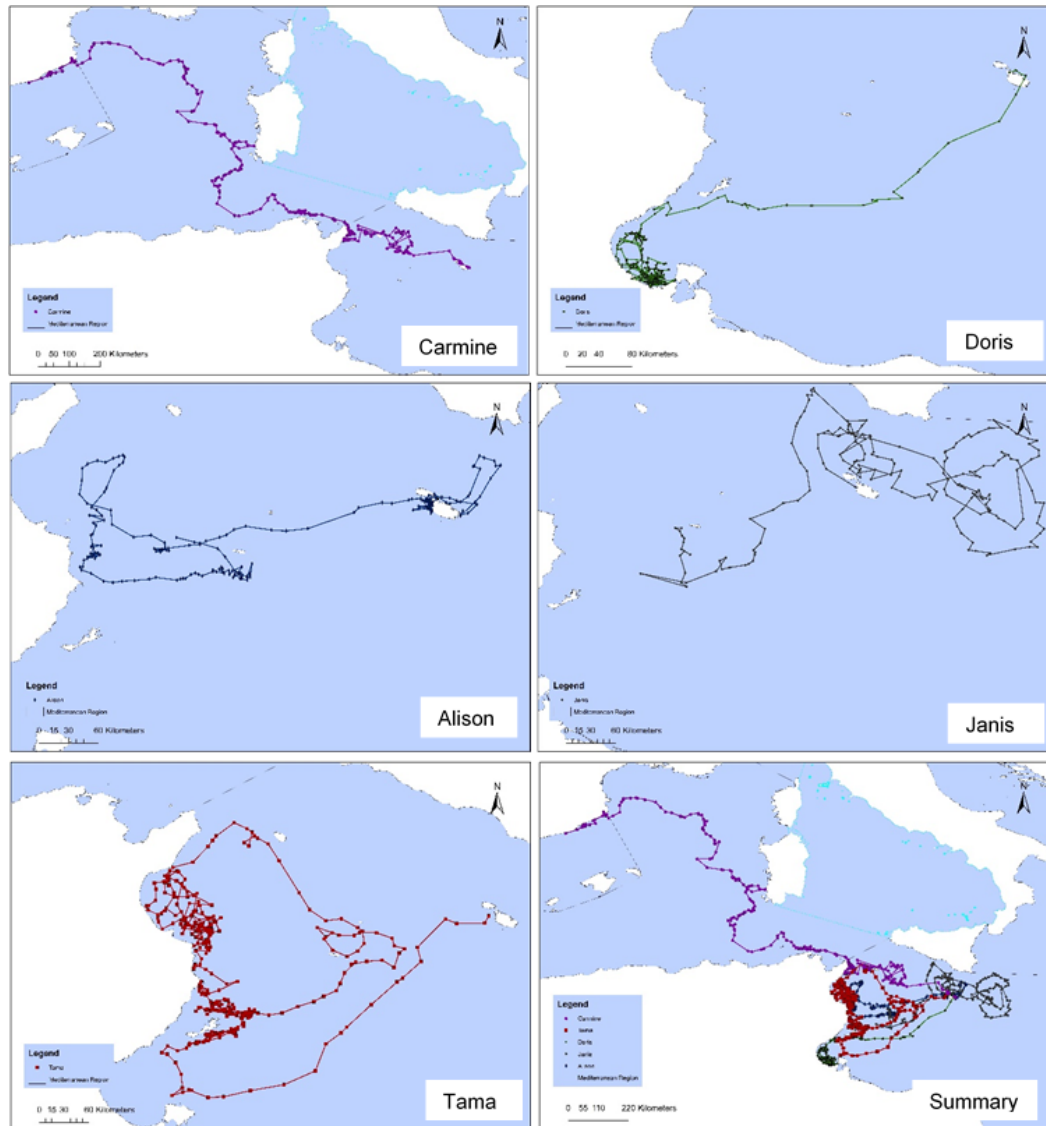 N
Legend
Carmine
Mediterranean Region
0 50 100 200 Kilometers
Carmine
N
Legend
Doris
Mediterranean Region
0 20 40 80 Kilometers
Doris
N
Legend
Alison
Mediterranean Region
0 15 30 60 Kilometers
Alison
N
Legend
Janis
Mediterranean Region
0 15 30 60 Kilometers
Janis
N
Legend
Tama
Mediterranean Region
0 15 30 60 Kilometers
Tama
N
Legend
Carmine
Tama
Doris
Janis
Alison
Mediterranean Region
0 55 110 220 Kilometers
Summary